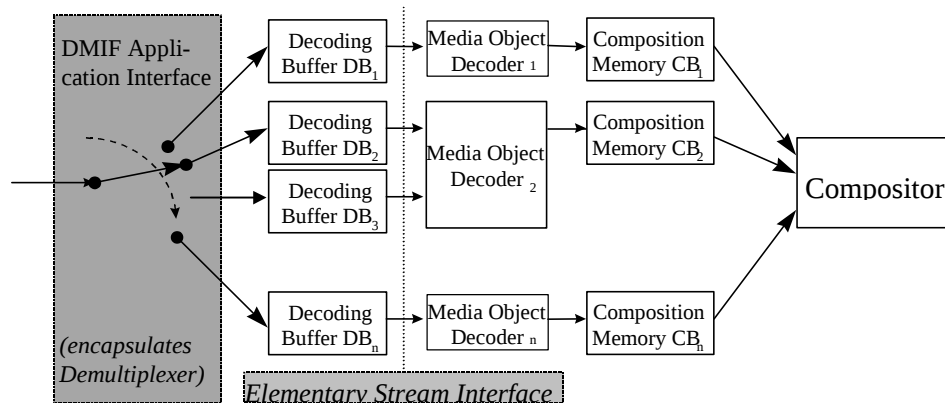 DMIF Appli-
cation Interface
(encapsulates
Demultiplexer)
Decoding
Buffer DB1
Decoding
Buffer DB2
Decoding
Buffer DB3
Decoding
Buffer DBn
Elementary Stream Interface
Media Object
Decoder 1
Media Object
Decoder 2
Media Object
Decoder n
Composition
Memory CB1
Composition
Memory CB2
Composition
Memory CBn
Compositor